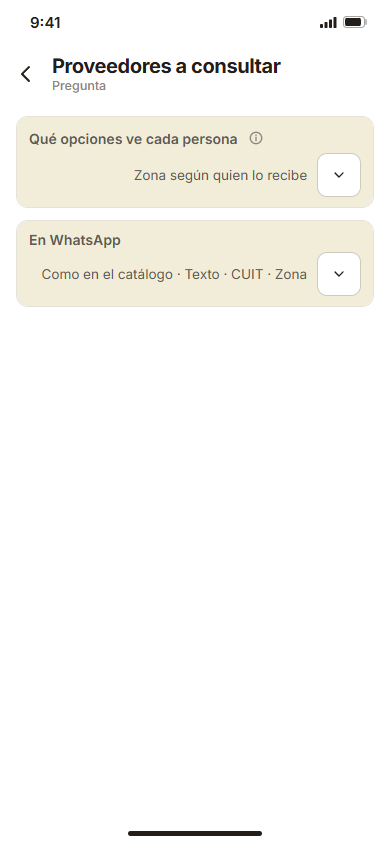 9:41
Proveedores a consultar
Pregunta
Qué opciones ve cada persona
Zona según quien lo recibe
En WhatsApp
Como en el catálogo · Texto · CUIT · Zona